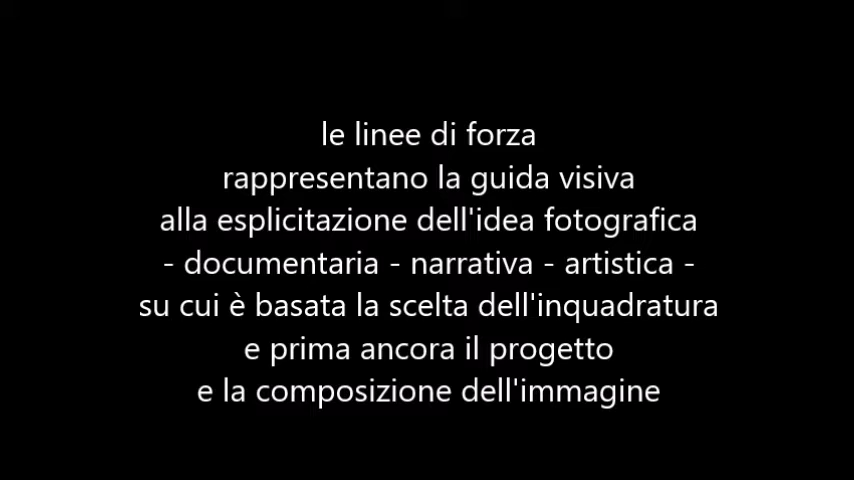 le linee di forza
rappresentano la guida visiva
alla esplicitazione dell'idea fotografica
- documentaria - narrativa - artistica -
su cui è basata la scelta dell'inquadratura
e prima ancora il progetto
e la composizione dell'immagine